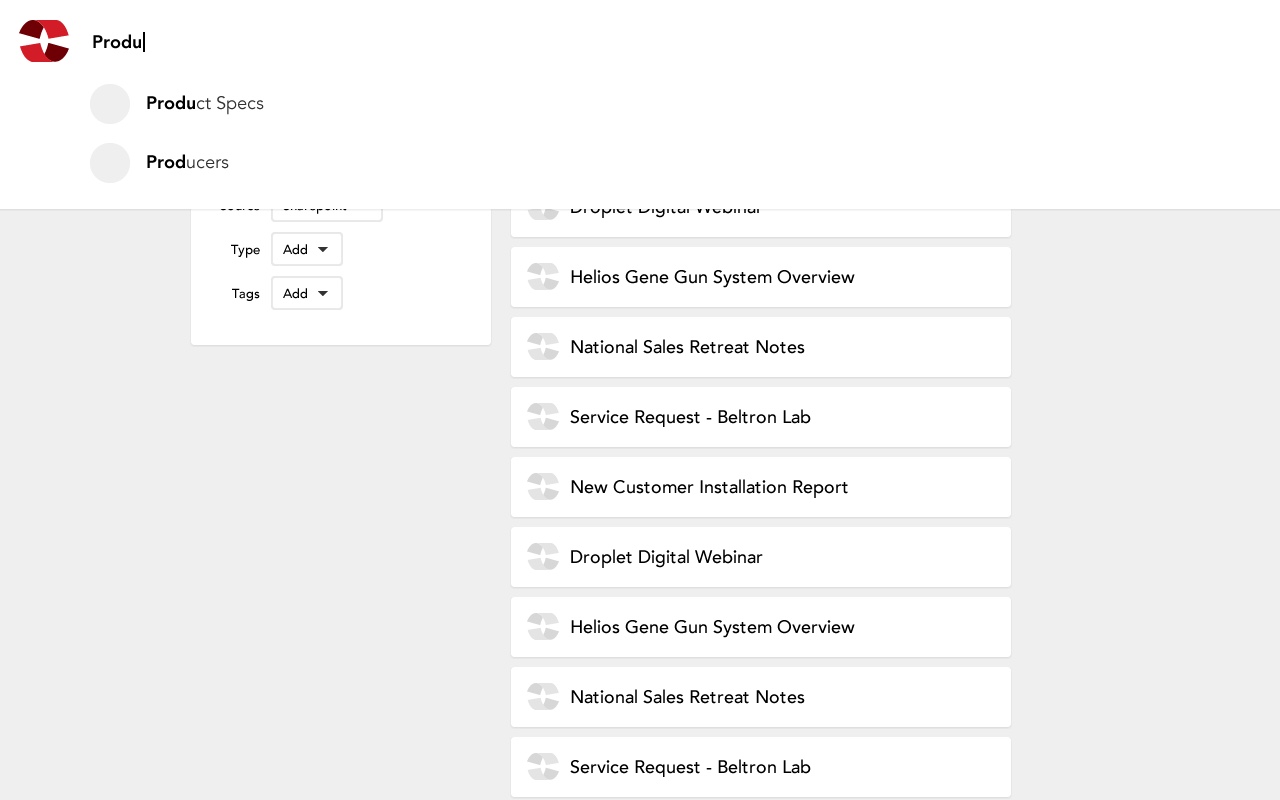 Produ
Product Specs
Producers
Source Sharepoint
Type Add
Tags Add
Droplet Digital Webinar
Helios Gene Gun System Overview
National Sales Retreat Notes
Service Request - Beltron Lab
New Customer Installation Report
Droplet Digital Webinar
Helios Gene Gun System Overview
National Sales Retreat Notes
Service Request - Beltron Lab